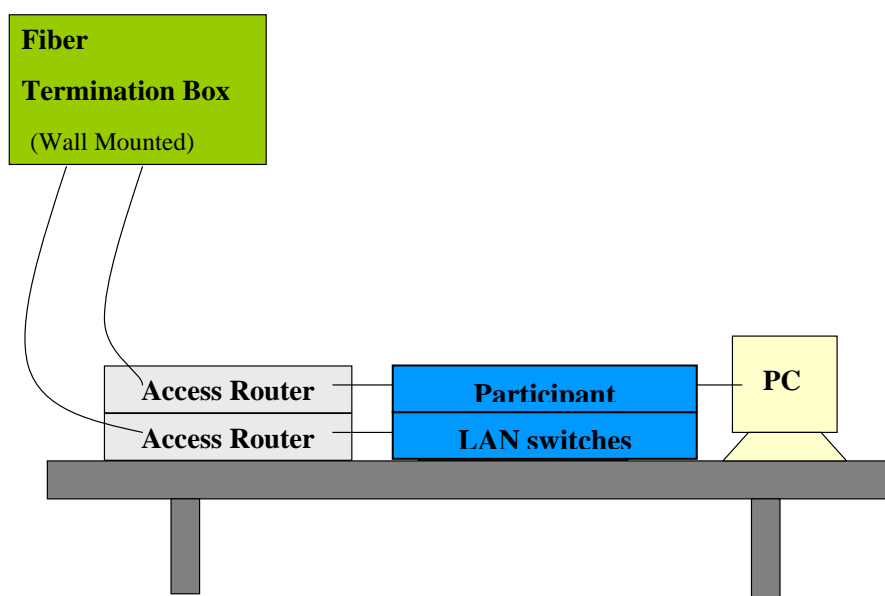 Fiber
Termination Box
(Wall Mounted)
Access Router
Participant
PC
Access Router
LAN switches